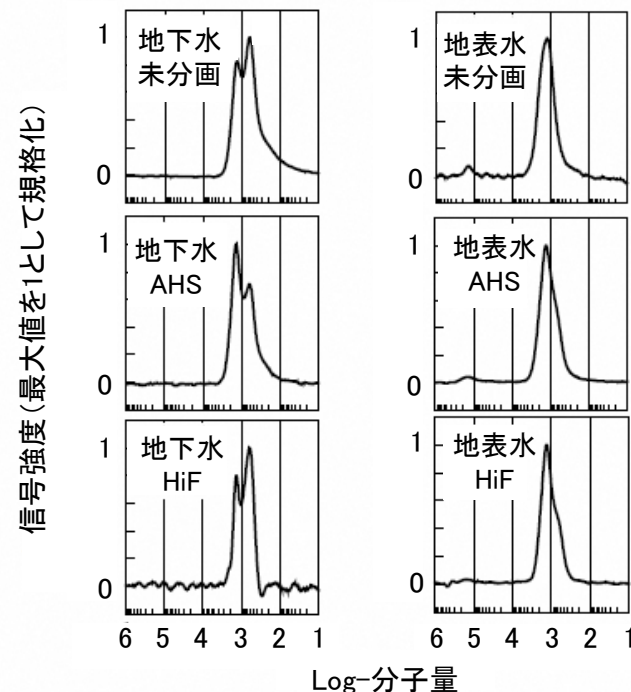 信号強度(最大値を1として規格化)
1
地下水
未分画
0
1
地表水
未分画
0
1
地下水
AHS
0
1
地表水
AHS
0
1
地下水
HiF
0
1
地表水
HiF
0
6 5 4 3 2 1
6 5 4 3 2 1
Log-分子量